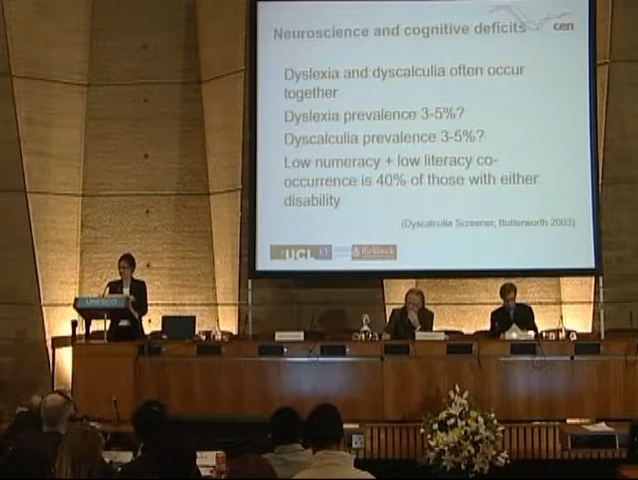 Neuroscience and cognitive deficits
cen
Dyslexia and dyscalculia often occur
together
Dyslexia prevalence 3-5%?
Dyscalculia prevalence 3-5%?
Low numeracy + low literacy co-
occurrence is 40% of those with either
disability
(Dyscalculia Screener, Butterworth 2003)
UCL
Birkbeck
UNESCO